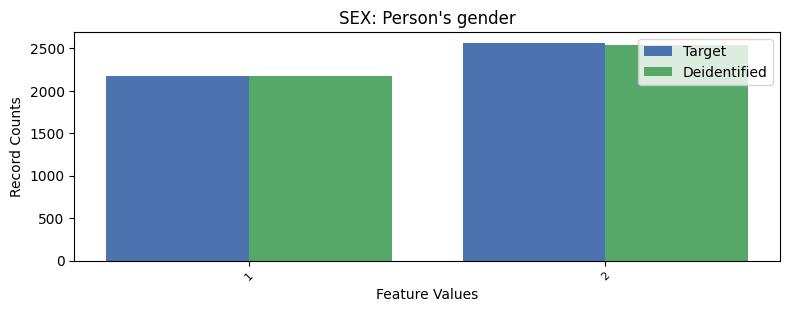 SEX: Person's gender
Target
Deidentified
Record Counts
2500
2000
1500
1000
500
0
1
2
Feature Values